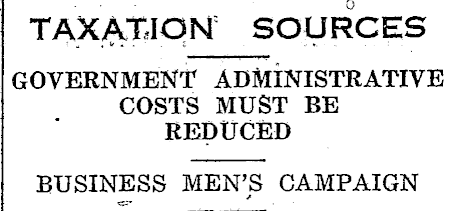 TAXATION SOURCES
GOVERNMENT ADMINISTRATIVE
COSTS MUST BE
REDUCED
BUSINESS MEN'S CAMPAIGN